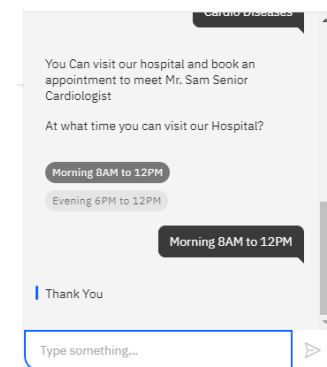 Cardio Diseases
You Can visit our hospital and book an
appointment to meet Mr. Sam Senior
Cardiologist
At what time you can visit our Hospital?
Morning 8AM to 12PM
Evening 6PM to 12PM
Morning 8AM to 12PM
Thank You
Type something...